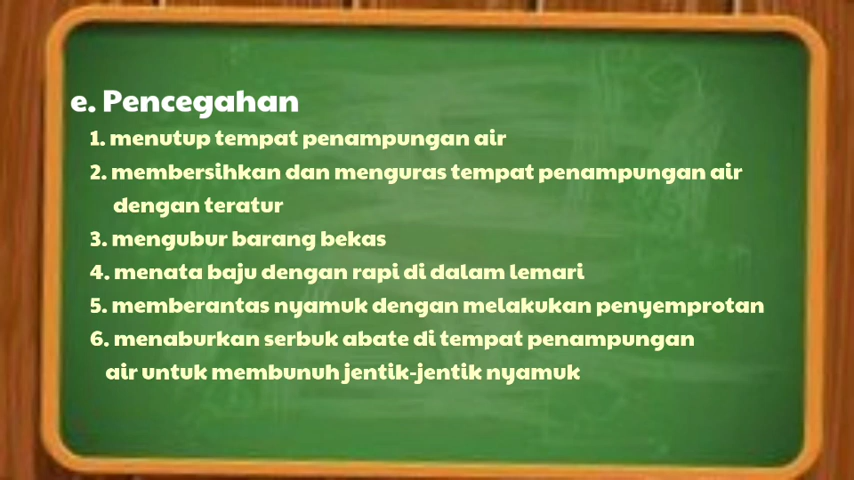 e. Pencegahan
1. menutup tempat penampungan air
2. membersihkan dan menguras tempat penampungan air
dengan teratur
3. mengubur barang bekas
4. menata baju dengan rapi di dalam lemari
5. memberantas nyamuk dengan melakukan penyemprotan
6. menaburkan serbuk abate di tempat penampungan
air untuk membunuh jentik-jentik nyamuk